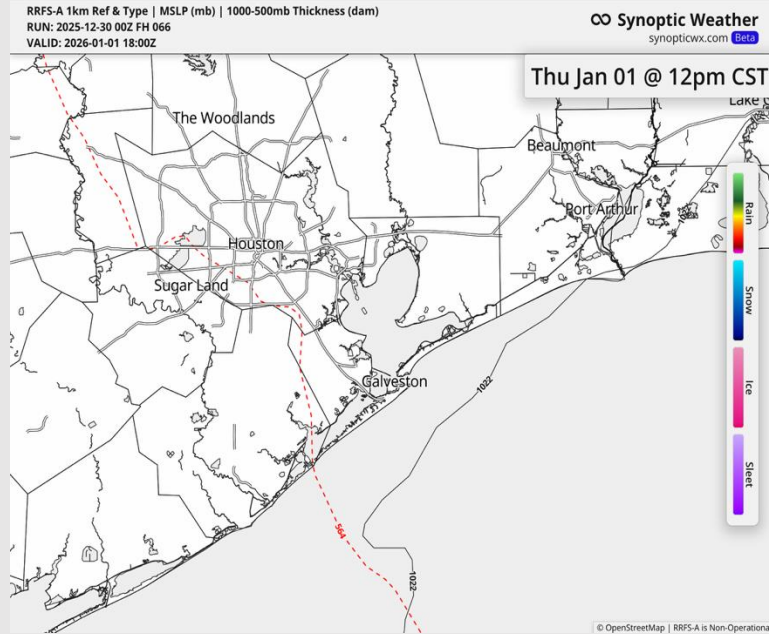 RRFS-A 1km Ref & Type | MSLP (mb) | 1000-500mb Thickness (dam)
RUN: 2025-12-30 00Z FH 066
VALID: 2026-01-01 18:00Z
Synoptic Weather
synopticwx.com Beta
Thu Jan 01 @ 12pm CST
Lake
The Woodlands
Beaumont
Port Arthur
Houston
Sugar Land
Galveston
1022
564
1022
Rain
Snow
Ice
Sleet
© OpenStreetMap | RRFS-A is Non-Operationa